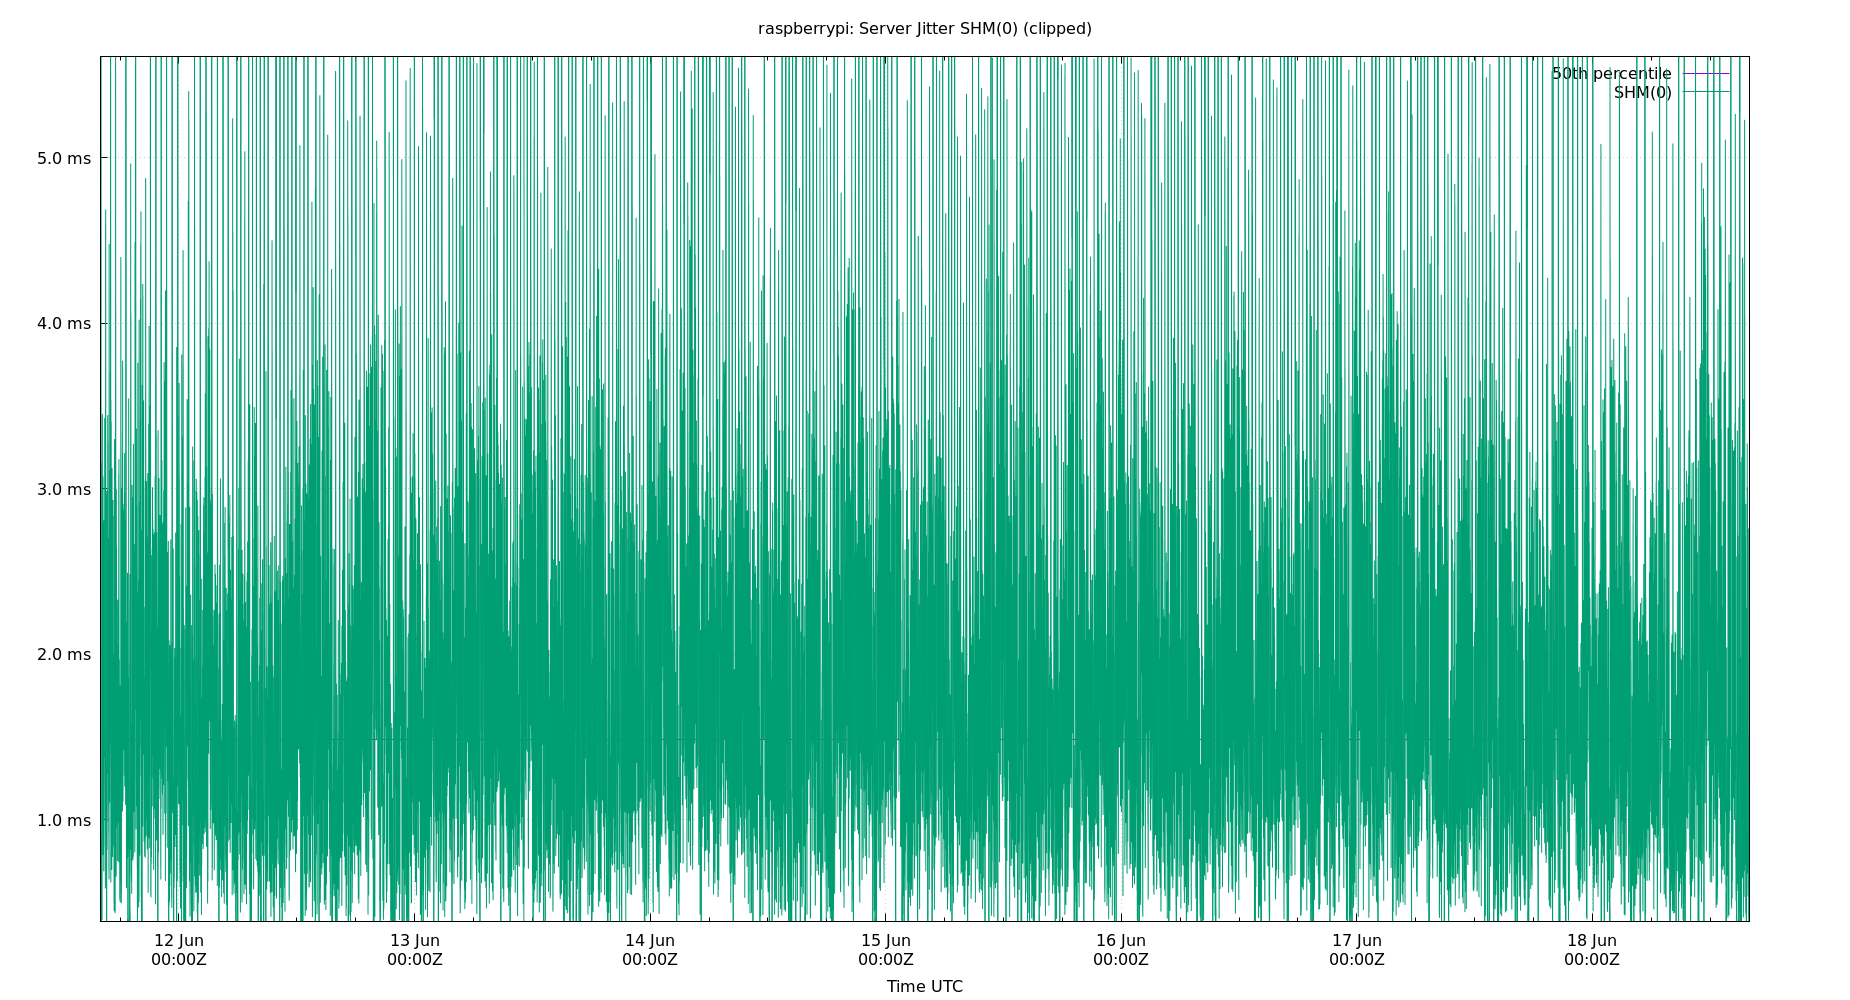 raspberrypi: Server Jitter SHM(0) (clipped)
50th percentile
SHM(0)
5.0 ms
4.0 ms
3.0 ms
2.0 ms
1.0 ms
12 Jun 13 Jun 14 Jun 15 Jun 16 Jun 17 Jun 18 Jun
00:00Z 00:00Z 00:00Z 00:00Z 00:00Z 00:00Z 00:00Z
Time UTC